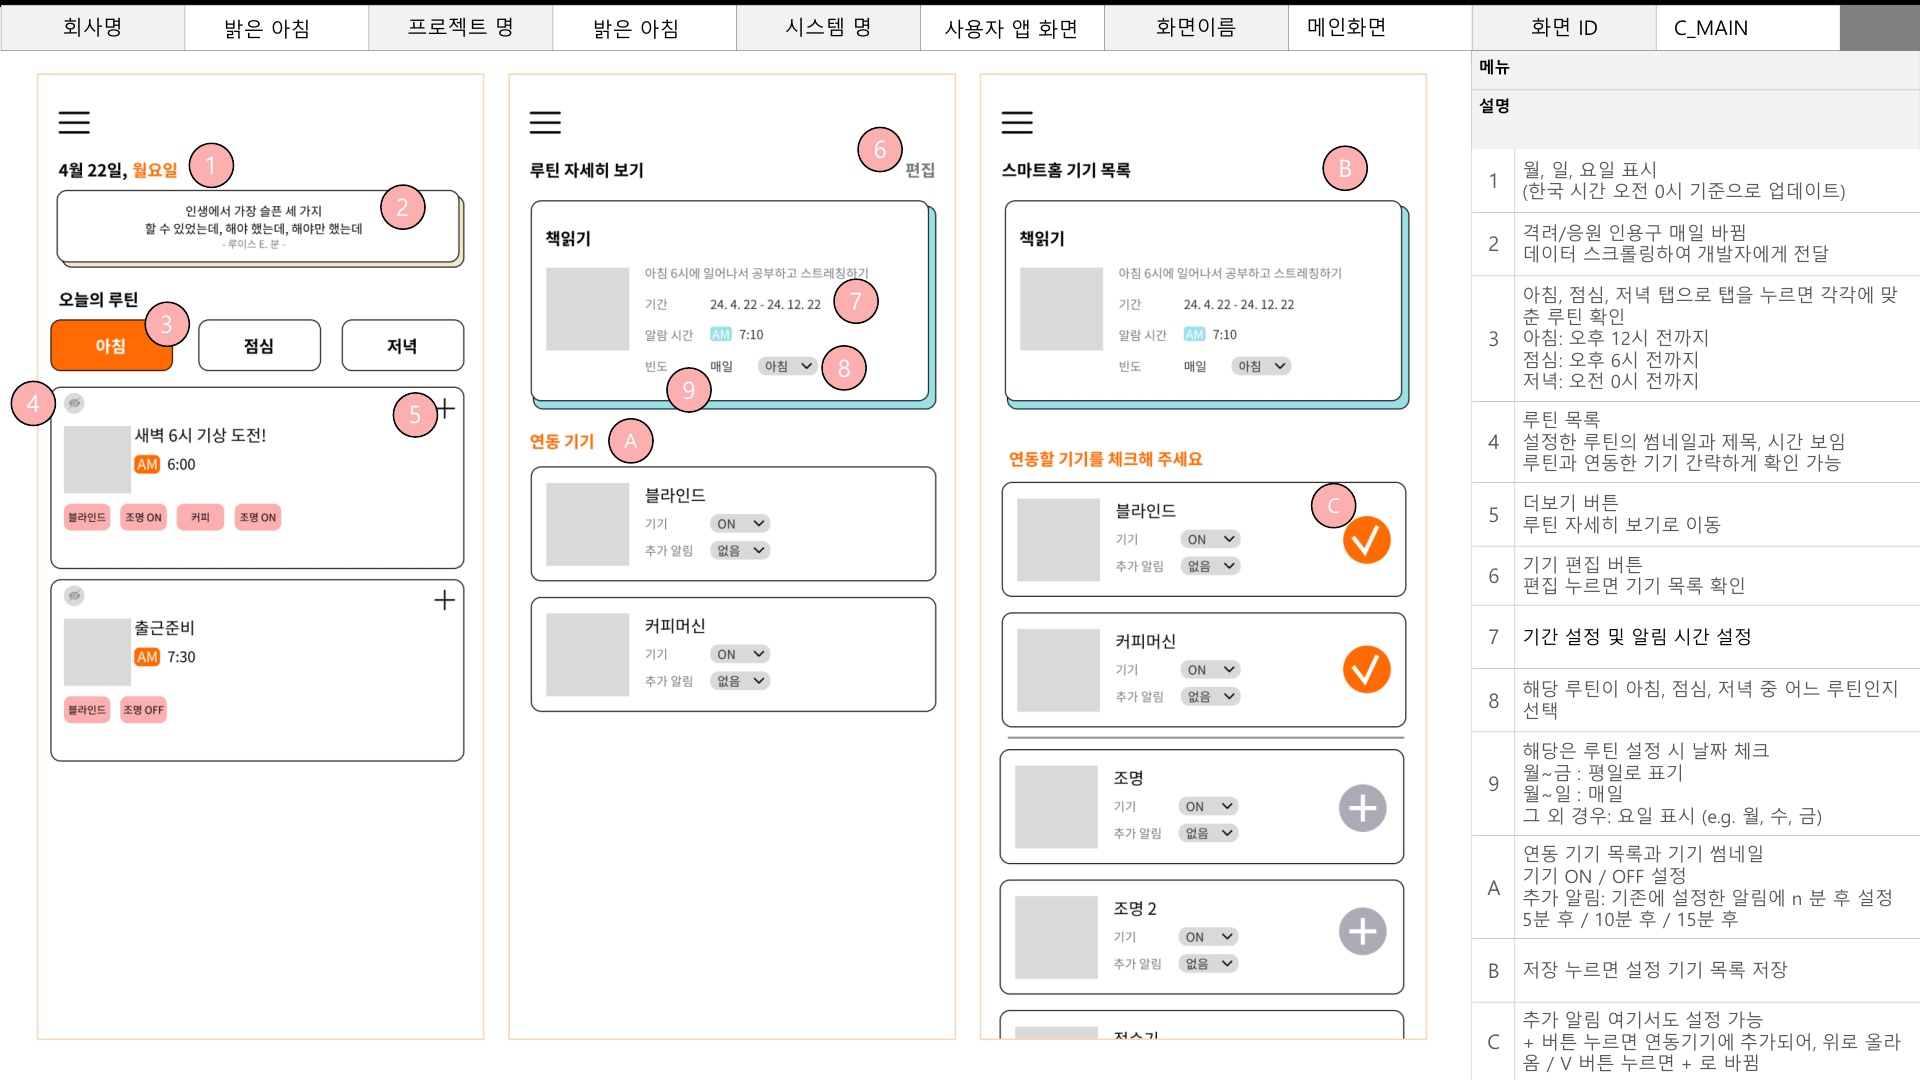 회사명
밝은 아침
프로젝트 명
밝은 아침
시스템 명
사용자 앱 화면
화면이름
메인화면
화면 ID
C_MAIN
4월 22일, 월요일
1
인생에서 가장 슬픈 세 가지
할 수 있었는데, 해야 했는데, 해야만 했는데
- 루이스 E. 분 -
2
오늘의 루틴
3
아침
점심
저녁
4
5
새벽 6시 기상 도전!
AM 6:00
블라인드
조명 ON
커피
조명 ON
출근준비
AM 7:30
블라인드
조명 OFF
6
루틴 자세히 보기
편집
책읽기
아침 6시에 일어나서 공부하고 스트레칭하기
기간 24. 4. 22 - 24. 12. 22
7
알람 시간 AM 7:10
빈도 매일 아침
8
9
연동 기기
A
블라인드
기기 ON
추가 알림 없음
커피머신
기기 ON
추가 알림 없음
스마트홈 기기 목록
B
책읽기
아침 6시에 일어나서 공부하고 스트레칭하기
기간 24. 4. 22 - 24. 12. 22
알람 시간 AM 7:10
빈도 매일 아침
연동할 기기를 체크해 주세요
C
블라인드
기기 ON
추가 알림 없음
커피머신
기기 ON
추가 알림 없음
조명
기기 ON
추가 알림 없음
조명 2
기기 ON
추가 알림 없음
메뉴
설명
1
월, 일, 요일 표시
(한국 시간 오전 0시 기준으로 업데이트)
2
격려/응원 인용구 매일 바뀜
데이터 스크롤링하여 개발자에게 전달
3
아침, 점심, 저녁 탭으로 탭을 누르면 각각에 맞
춘 루틴 확인
아침: 오후 12시 전까지
점심: 오후 6시 전까지
저녁: 오전 0시 전까지
4
루틴 목록
설정한 루틴의 썸네일과 제목, 시간 보임
루틴과 연동한 기기 간략하게 확인 가능
5
더보기 버튼
루틴 자세히 보기로 이동
6
기기 편집 버튼
편집 누르면 기기 목록 확인
7
기간 설정 및 알림 시간 설정
8
해당 루틴이 아침, 점심, 저녁 중 어느 루틴인지
선택
9
해당은 루틴 설정 시 날짜 체크
월~금 : 평일로 표기
월~일 : 매일
그 외 경우: 요일 표시 (e.g. 월, 수, 금)
A
연동 기기 목록과 기기 썸네일
기기 ON / OFF 설정
추가 알림: 기존에 설정한 알림에 n 분 후 설정
5분 후 / 10분 후 / 15분 후
B
저장 누르면 설정 기기 목록 저장
C
추가 알림 여기서도 설정 가능
+ 버튼 누르면 연동기기에 추가되어, 위로 올라
옴 / V 버튼 누르면 + 로 바뀜